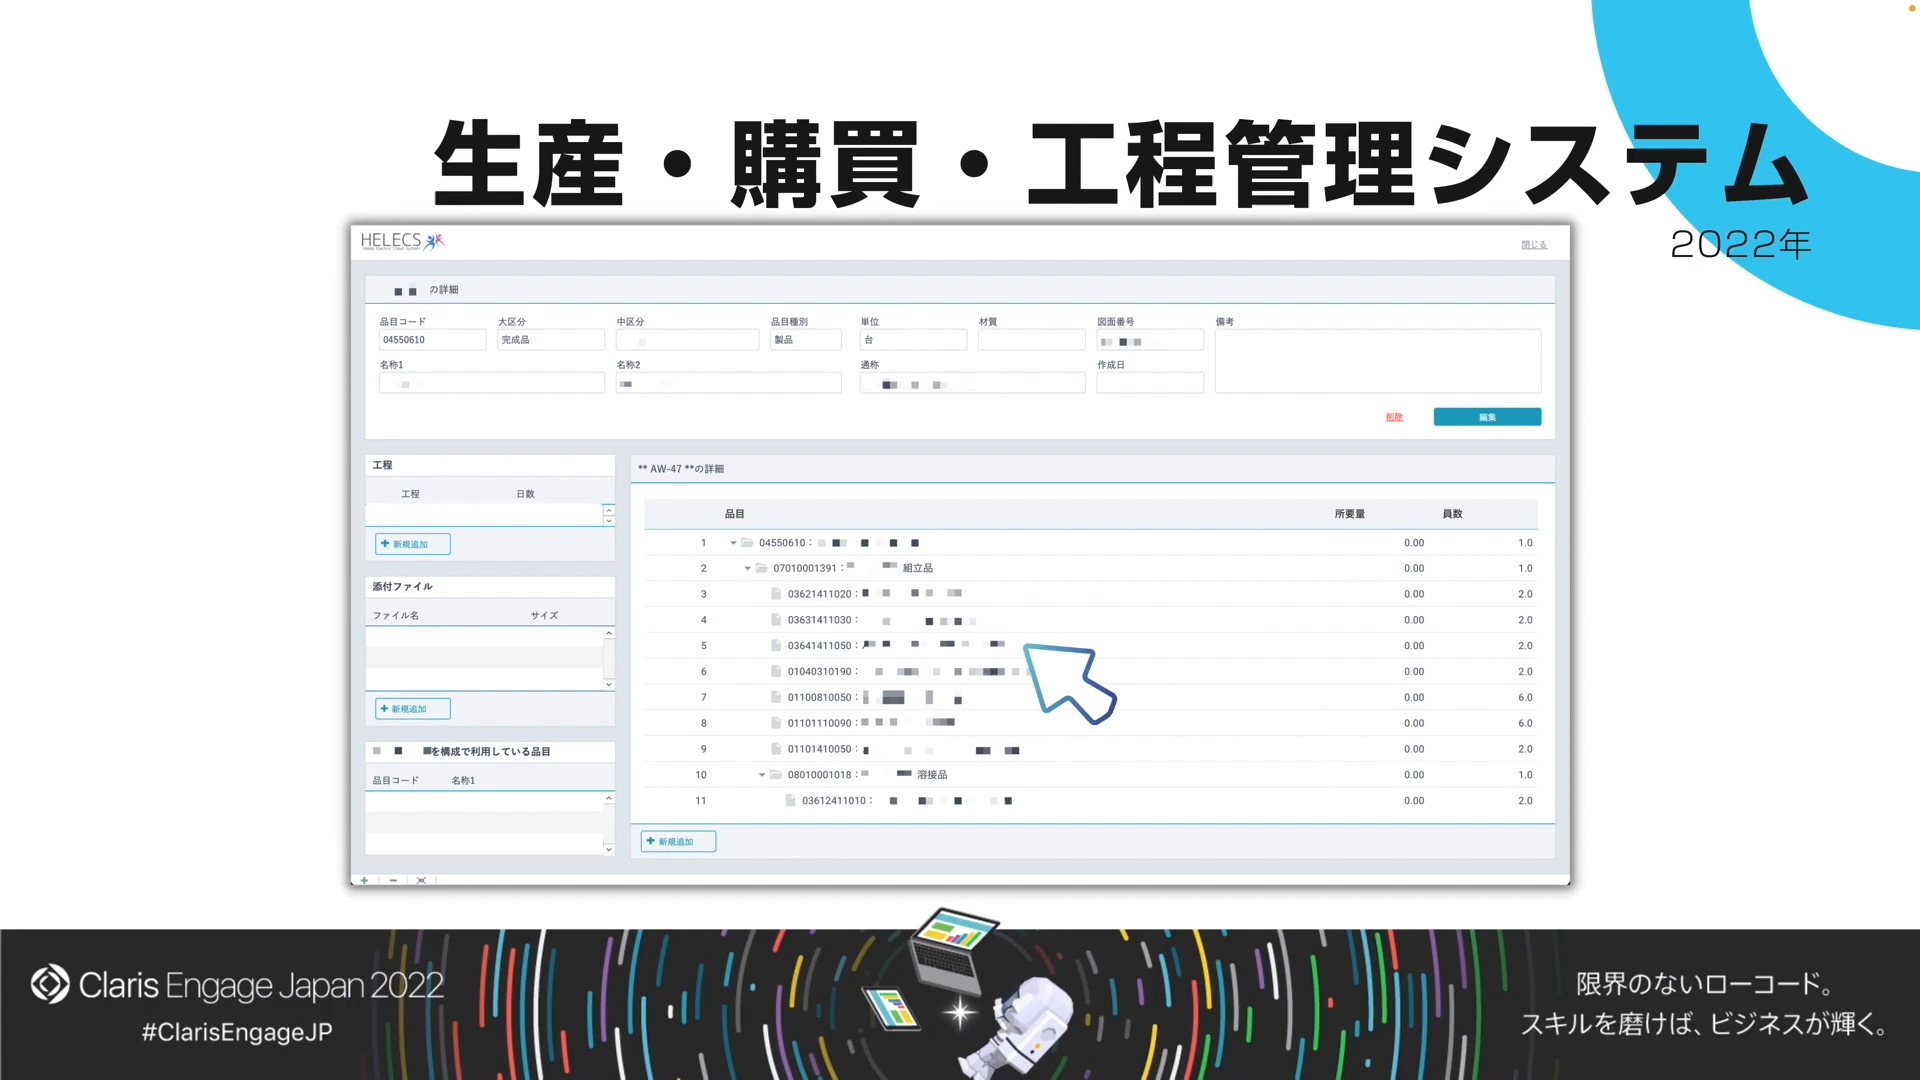 生産・購買・工程管理システム
2022年
HELECS
閉じる
の詳細
品目コード 大区分 中区分 品目種別 単位 材質 図面番号 備考
04550610 完成品 製品 台
名称1 名称2 通称 作成日
削除 編集
工程
工程 日数
新規追加
添付ファイル
ファイル名 サイズ
新規追加
を構成で利用している品目
品目コード 名称1
** AW-47 **の詳細
品目 所要量 員数
1 04550610： 0.00 1.0
2 07010001391： 組立品 0.00 1.0
3 03621411020： 0.00 2.0
4 03631411030： 0.00 2.0
5 03641411050： 0.00 2.0
6 01040310190： 0.00 2.0
7 01100810050： 0.00 6.0
8 01101110090： 0.00 6.0
9 01101410050： 0.00 2.0
10 08010001018： 溶接品 0.00 1.0
11 03612411010： 0.00 2.0
新規追加
Claris Engage Japan 2022
#ClarisEngageJP
限界のないローコード。
スキルを磨けば、ビジネスが輝く。